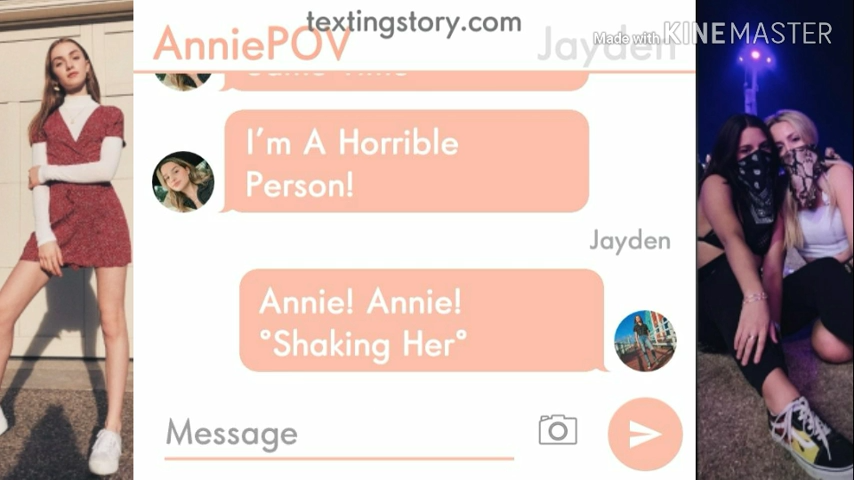 textingstory.com
AnniePOV
Jayden
Made with
KINEMASTER
I'm A Horrible
Person!
Jayden
Annie! Annie!
°Shaking Her°
Message